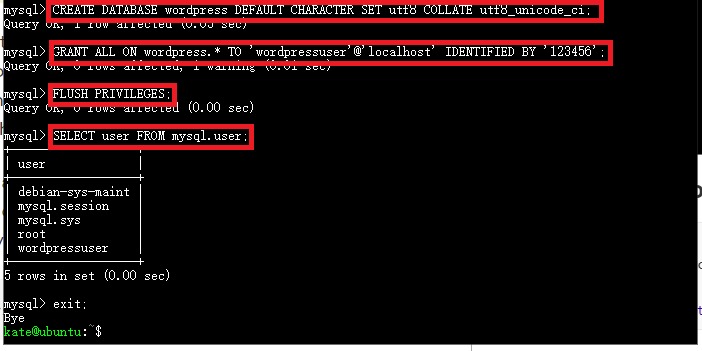 mysql> CREATE DATABASE wordpress DEFAULT CHARACTER SET utf8 COLLATE utf8_unicode_ci;
Query OK, 1 row affected (0.03 sec)
mysql> GRANT ALL ON wordpress.* TO 'wordpressuser'@'localhost' IDENTIFIED BY '123456';
Query OK, 0 rows affected, 1 warning (0.01 sec)
mysql> FLUSH PRIVILEGES;
Query OK, 0 rows affected (0.00 sec)
mysql> SELECT user FROM mysql.user;
user
debian-sys-maint
mysql.session
mysql.sys
root
wordpressuser
5 rows in set (0.00 sec)
mysql> exit;
Bye
kate@ubuntu:~$